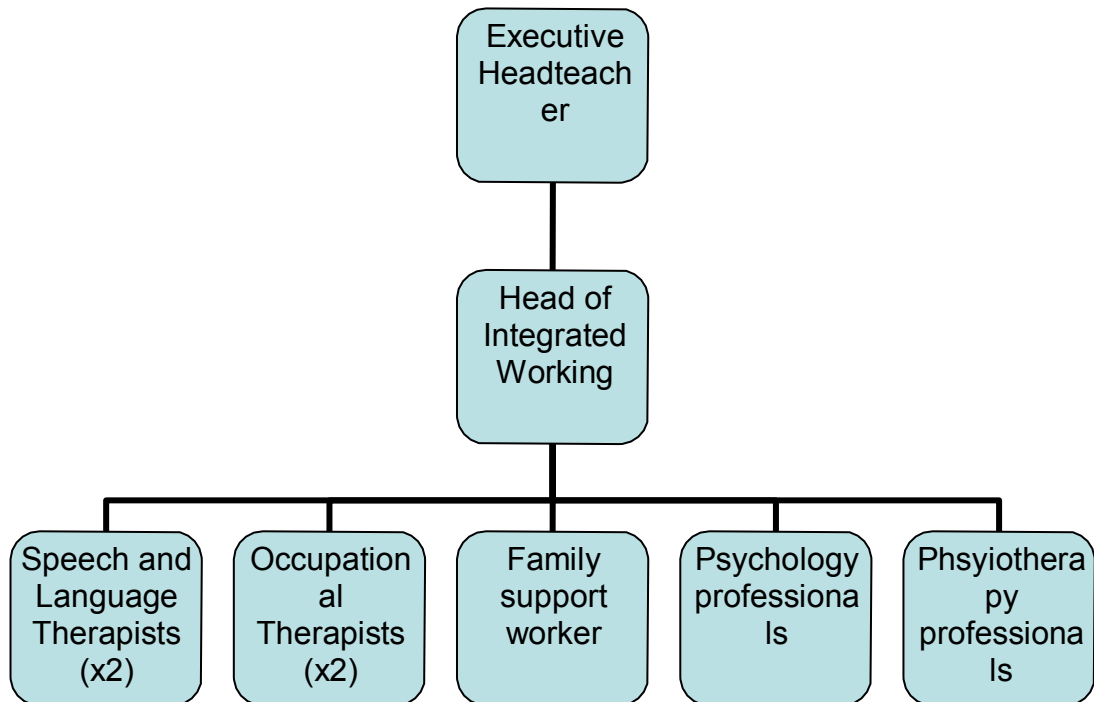 Executive
Headteach
er
Head of
Integrated
Working
Speech and
Language
Therapists
(x2)
Occupation
al
Therapists
(x2)
Family
support
worker
Psychology
professiona
ls
Phsyiothera
py
professiona
ls